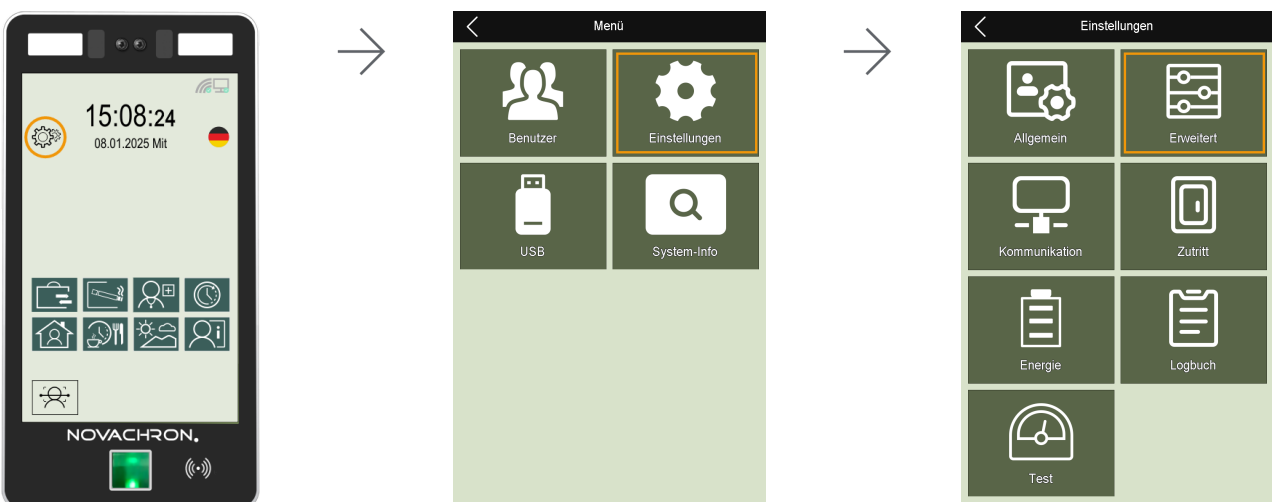 15:08:24
08.01.2025 Mit
NOVACHRON.
Menü
Benutzer
Einstellungen
USB
System-Info
Einstellungen
Allgemein
Erweitert
Kommunikation
Zutritt
Energie
Logbuch
Test